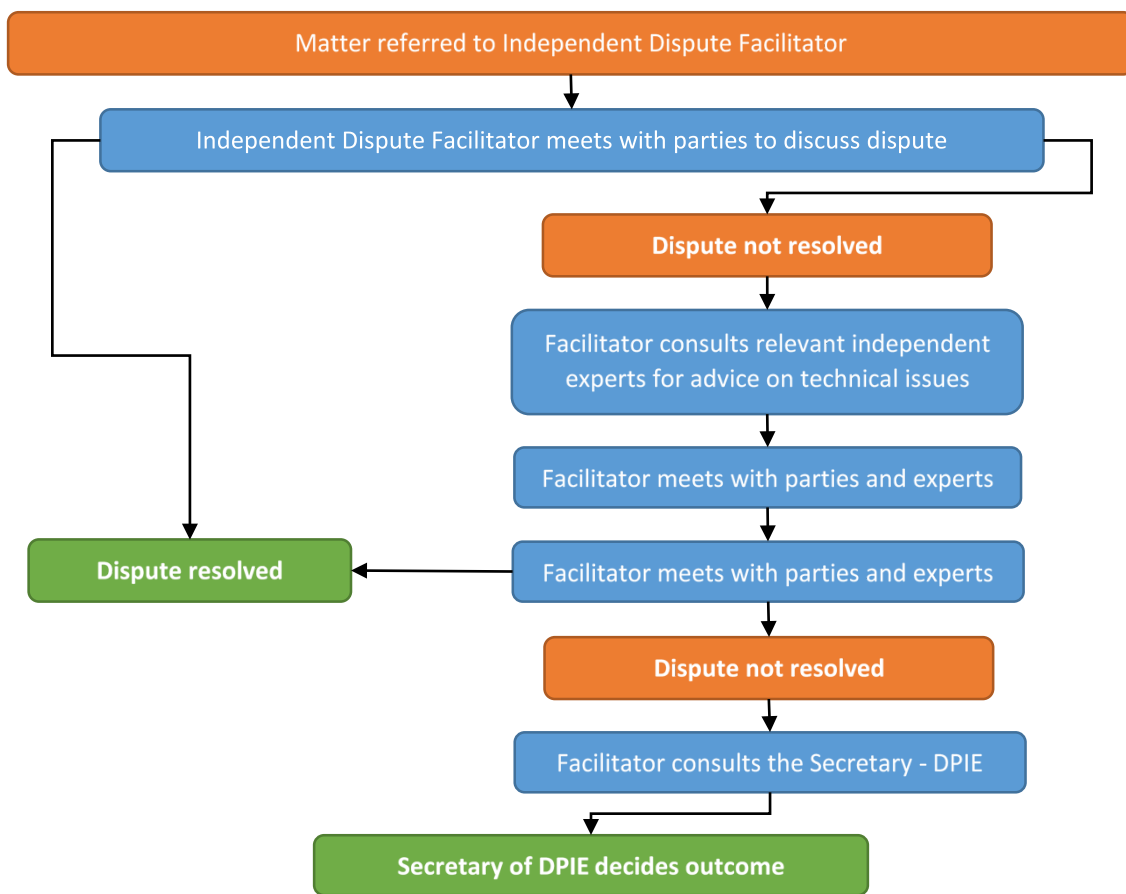 Matter referred to Independent Dispute Facilitator
Independent Dispute Facilitator meets with parties to discuss dispute
Dispute not resolved
Facilitator consults relevant independent
experts for advice on technical issues
Facilitator meets with parties and experts
Dispute resolved
Facilitator meets with parties and experts
Dispute not resolved
Facilitator consults the Secretary - DPIE
Secretary of DPIE decides outcome